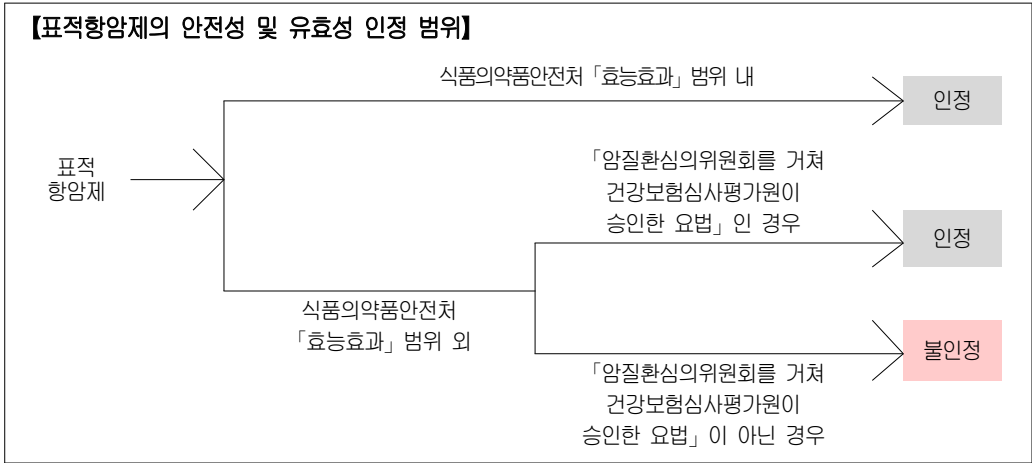 【표적항암제의 안전성 및 유효성 인정 범위】
식품의약품안전처 「효능효과」 범위 내
인정
표적
항암제
「암질환심의위원회를 거쳐
건강보험심사평가원이
승인한 요법」 인 경우
인정
식품의약품안전처
「효능효과」 범위 외
불인정
「암질환심의위원회를 거쳐
건강보험심사평가원이
승인한 요법」이 아닌 경우